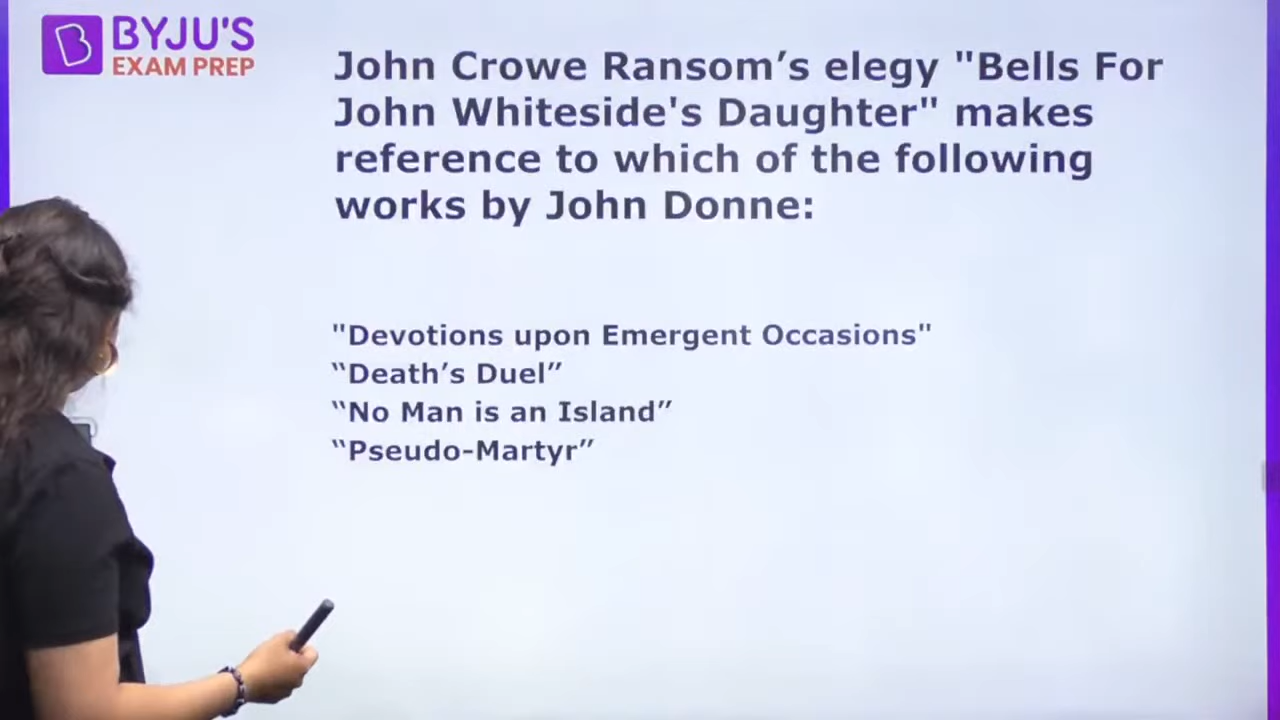 BYJU'S
EXAM PREP
John Crowe Ransom’s elegy "Bells For
John Whiteside's Daughter" makes
reference to which of the following
works by John Donne:
"Devotions upon Emergent Occasions"
“Death’s Duel”
“No Man is an Island”
“Pseudo-Martyr”